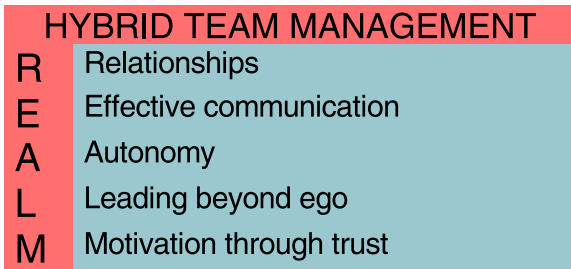 HYBRID TEAM MANAGEMENT
R Relationships
E Effective communication
A Autonomy
L Leading beyond ego
M Motivation through trust